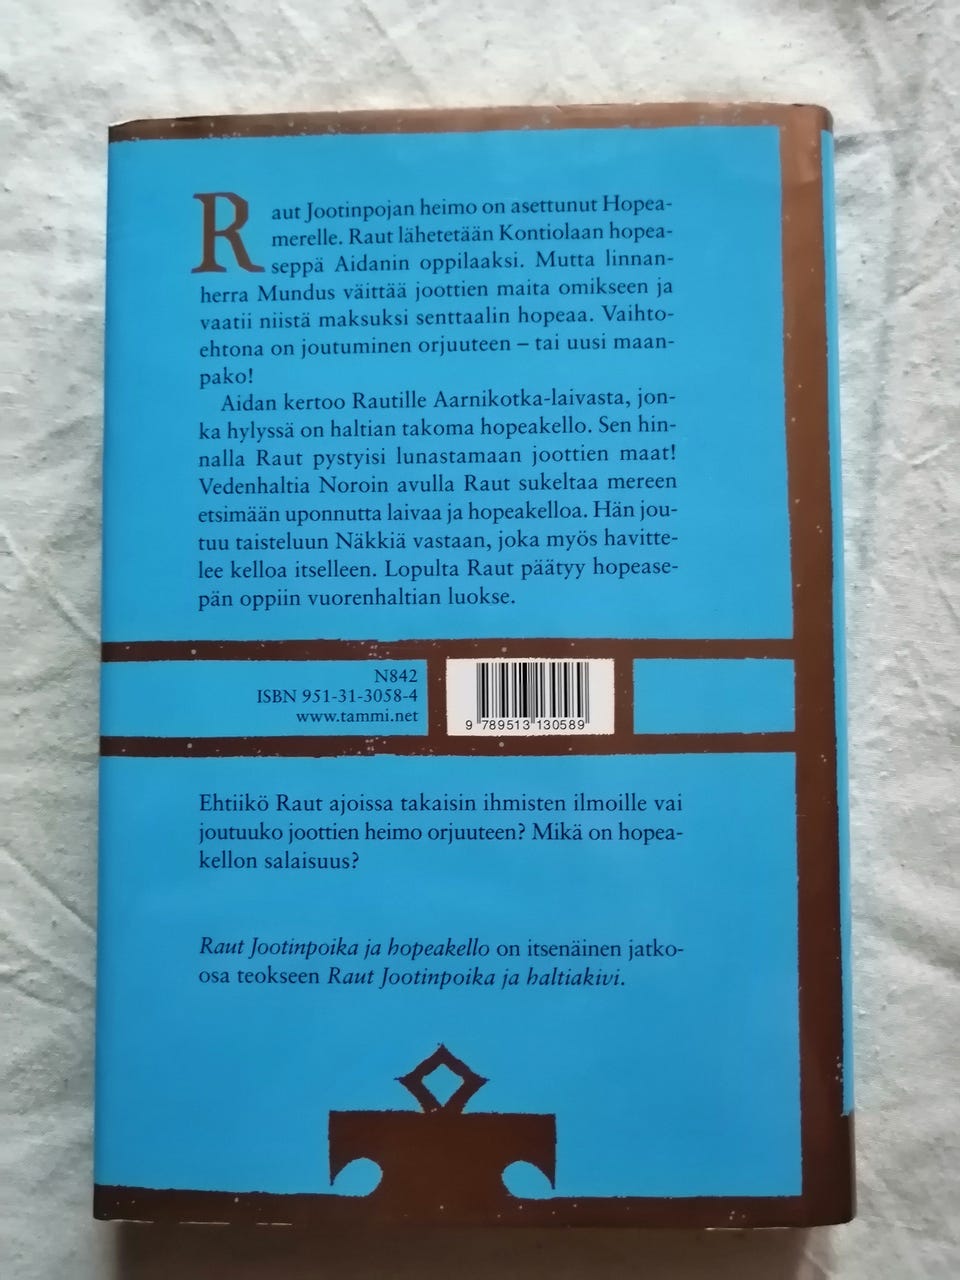 Raut Jootinpojan heimo on asettunut Hopea-
merelle. Raut lähetetään Kontiolaan hopea-
seppä Aidanin oppilaaksi. Mutta linnan-
herra Mundus väittää joottien maita omikseen ja
vaatii niistä maksuksi senttaalin hopeaa. Vaihto-
ehtona on joutuminen orjuuteen – tai uusi maan-
pako!
Aidan kertoo Rautille Aarnikotka-laivasta, jon-
ka hylyssä on haltian takoma hopeakello. Sen hin-
nalla Raut pystyisi lunastamaan joottien maat!
Vedenhaltia Noroin avulla Raut sukeltaa mereen
etsimään uponnutta laivaa ja hopeakelloa. Hän jou-
tuu taisteluun Näkkiä vastaan, joka myös havitte-
lee kelloa itselleen. Lopulta Raut päätyy hopease-
pän oppiin vuorenhaltian luokse.
N842
ISBN 951-31-3058-4
www.tammi.net
9 789513 130589
Ehtiikö Raut ajoissa takaisin ihmisten ilmoille vai
joutuuko joottien heimo orjuuteen? Mikä on hopea-
kellon salaisuus?
Raut Jootinpoika ja hopeakello on itsenäinen jatko-
osa teokseen Raut Jootinpoika ja haltiakivi.